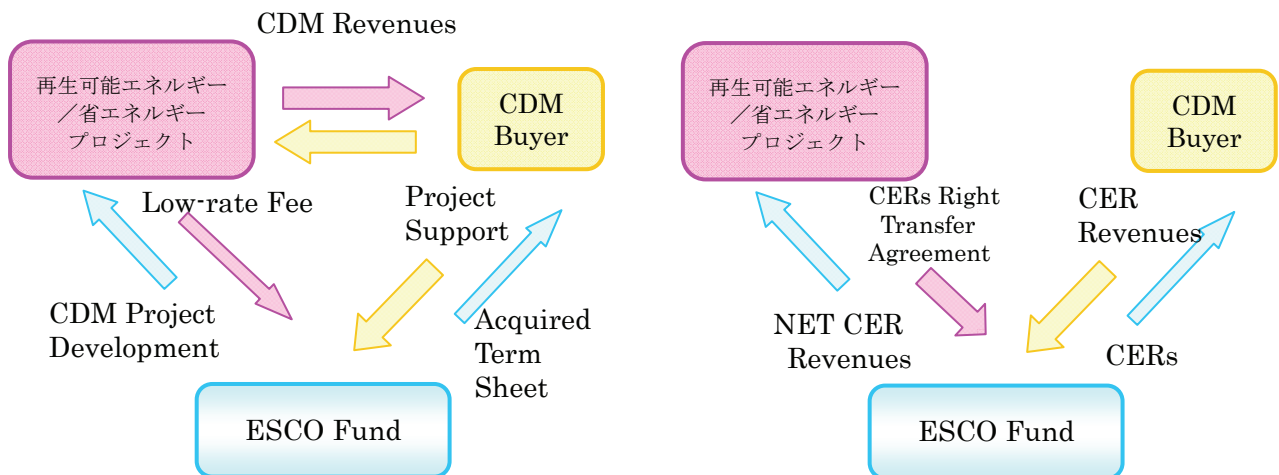 CDM Revenues
再生可能エネルギー
／省エネルギー
プロジェクト
CDM
Buyer
Low-rate Fee
Project
Support
CDM Project
Development
Acquired
Term
Sheet
ESCO Fund
再生可能エネルギー
／省エネルギー
プロジェクト
CDM
Buyer
CERs Right
Transfer
Agreement
CER
Revenues
NET CER
Revenues
CERs
ESCO Fund